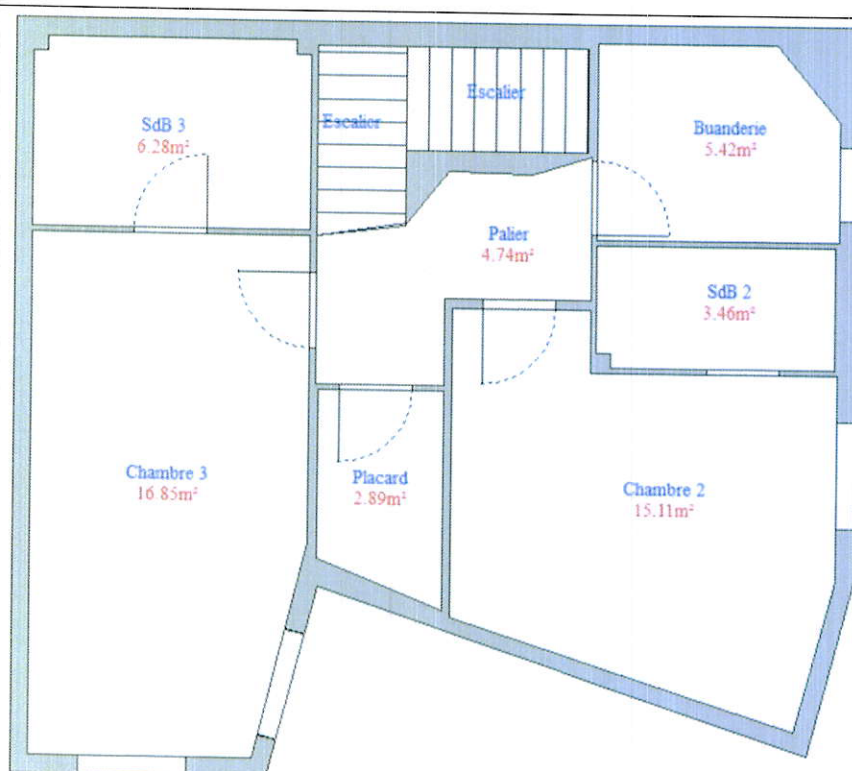 SdB 3
6.28m²
Escalier
Escalier
Buanderie
5.42m²
Palier
4.74m²
SdB 2
3.46m²
Chambre 3
16.85m²
Placard
2.89m²
Chambre 2
15.11m²